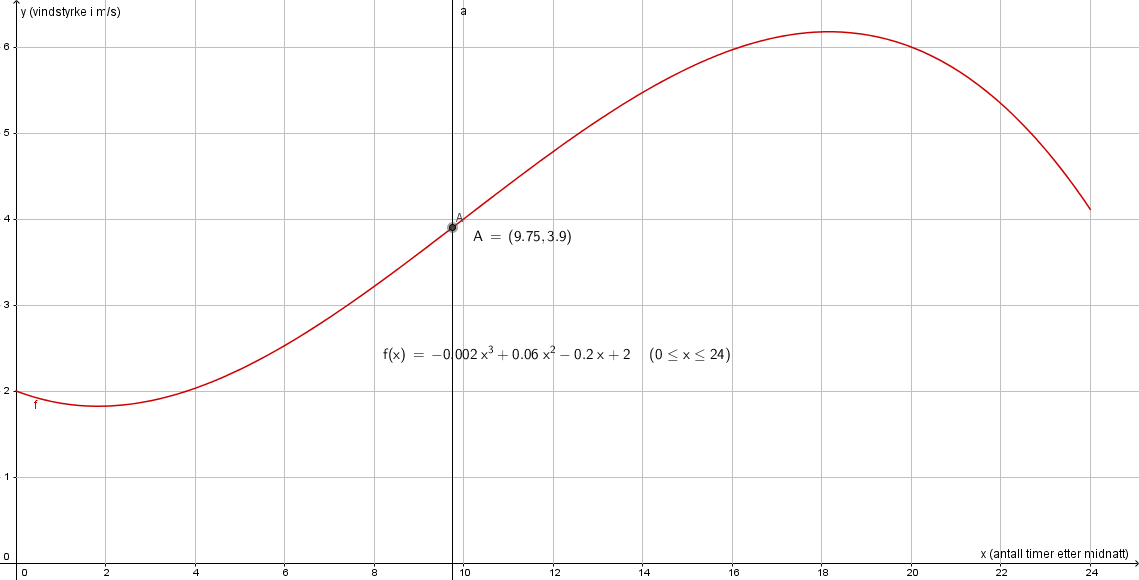 y (vindstyrke i m/s)
a
6
5
4
A
A = (9.75, 3.9)
3
f(x) = −0.002 x³ + 0.06 x² − 0.2 x + 2 (0 ≤ x ≤ 24)
2
f
1
x (antall timer etter midnatt)
0
0 2 4 6 8 10 12 14 16 18 20 22 24